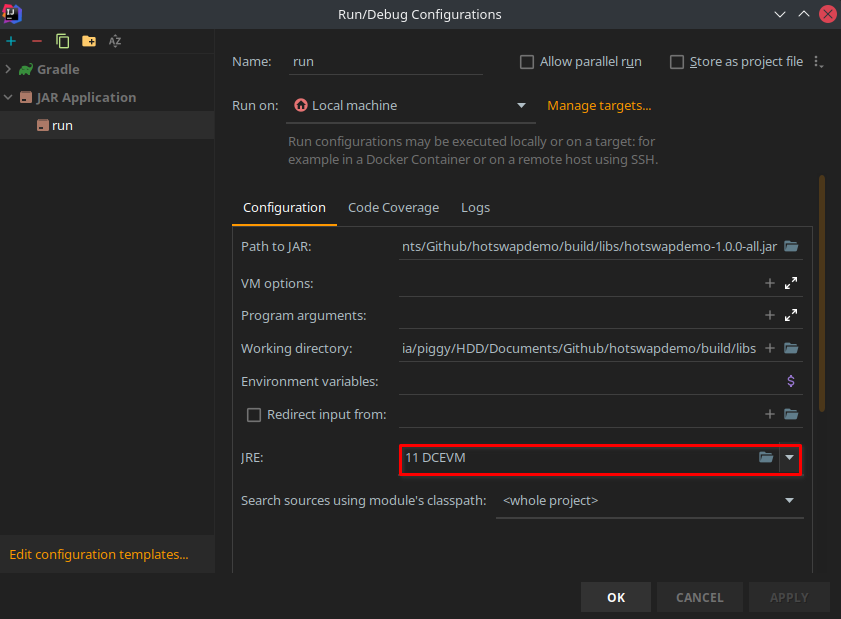 Run/Debug Configurations
Gradle
JAR Application
run
Edit configuration templates...
Name: run
Allow parallel run
Store as project file
Run on: Local machine
Manage targets...
Run configurations may be executed locally or on a target: for
example in a Docker Container or on a remote host using SSH.
Configuration Code Coverage Logs
Path to JAR: nts/Github/hotswapdemo/build/libs/hotswapdemo-1.0.0-all.jar
VM options:
Program arguments:
Working directory: ia/piggy/HDD/Documents/Github/hotswapdemo/build/libs
Environment variables:
Redirect input from:
JRE: 11 DCEVM
Search sources using module's classpath: <whole project>
OK CANCEL APPLY